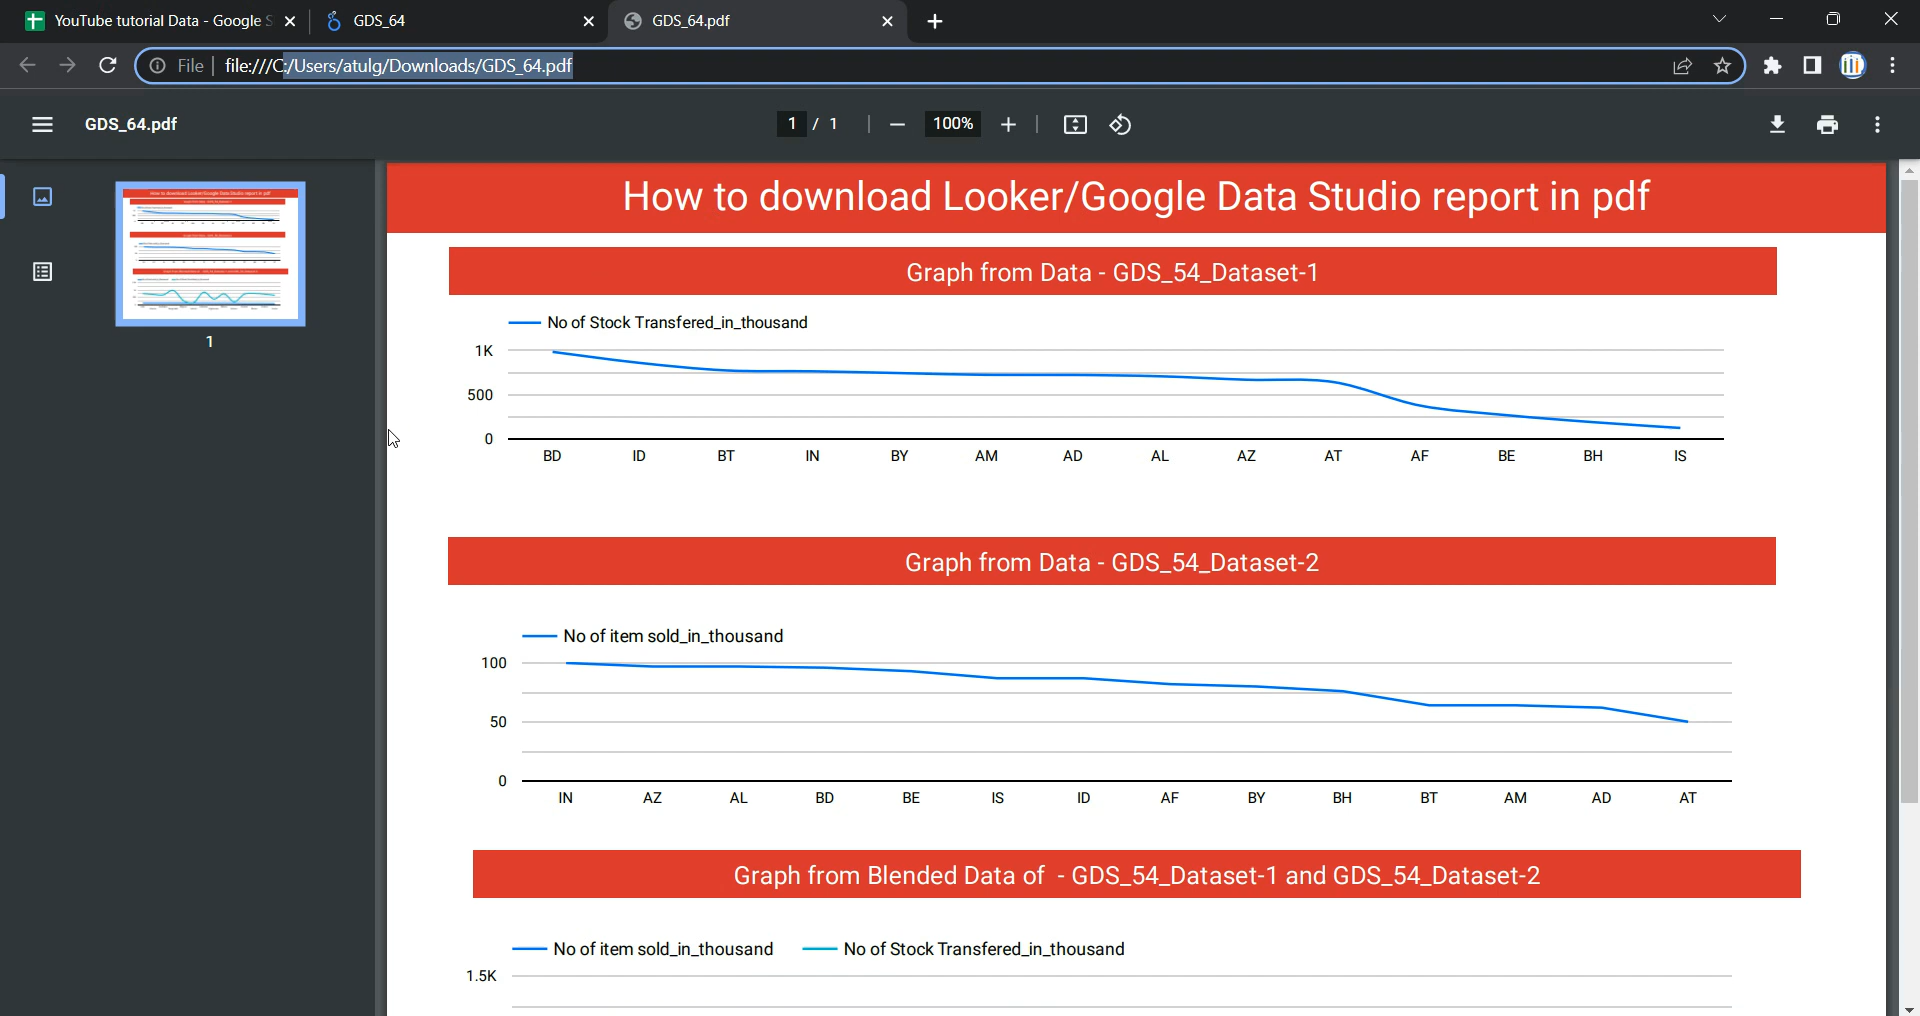 YouTube tutorial Data - Google S
GDS_64
GDS_64.pdf
File file:///C:/Users/atulg/Downloads/GDS_64.pdf
GDS_64.pdf
1 / 1
100%
1
How to download Looker/Google Data Studio report in pdf
Graph from Data - GDS_54_Dataset-1
No of Stock Transfered_in_thousand
1K
500
0
BD ID BT IN BY AM AD AL AZ AT AF BE BH IS
Graph from Data - GDS_54_Dataset-2
No of item sold_in_thousand
100
50
0
IN AZ AL BD BE IS ID AF BY BH BT AM AD AT
Graph from Blended Data of - GDS_54_Dataset-1 and GDS_54_Dataset-2
No of item sold_in_thousand No of Stock Transfered_in_thousand
1.5K